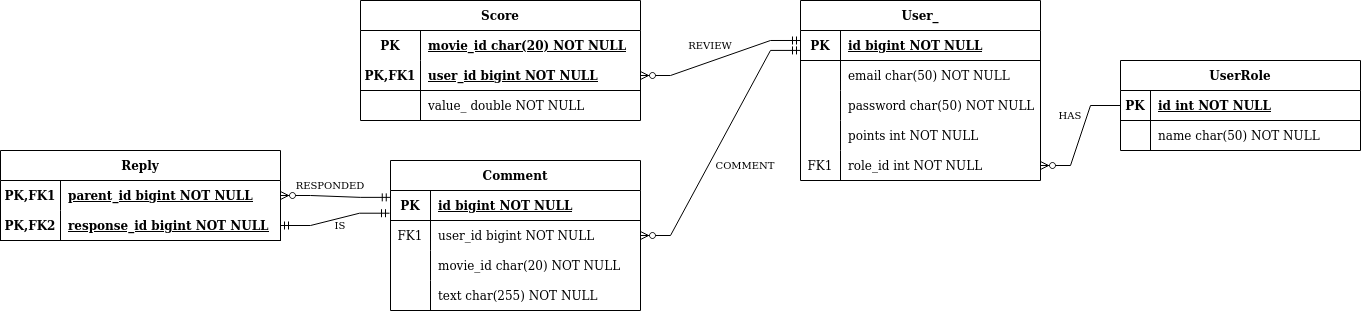 Score
PK movie_id char(20) NOT NULL
PK,FK1 user_id bigint NOT NULL
value_ double NOT NULL
REVIEW
User_
PK id bigint NOT NULL
email char(50) NOT NULL
password char(50) NOT NULL
points int NOT NULL
FK1 role_id int NOT NULL
HAS
UserRole
PK id int NOT NULL
name char(50) NOT NULL
COMMENT
Reply
PK,FK1 parent_id bigint NOT NULL
PK,FK2 response_id bigint NOT NULL
RESPONDED
IS
Comment
PK id bigint NOT NULL
FK1 user_id bigint NOT NULL
movie_id char(20) NOT NULL
text char(255) NOT NULL